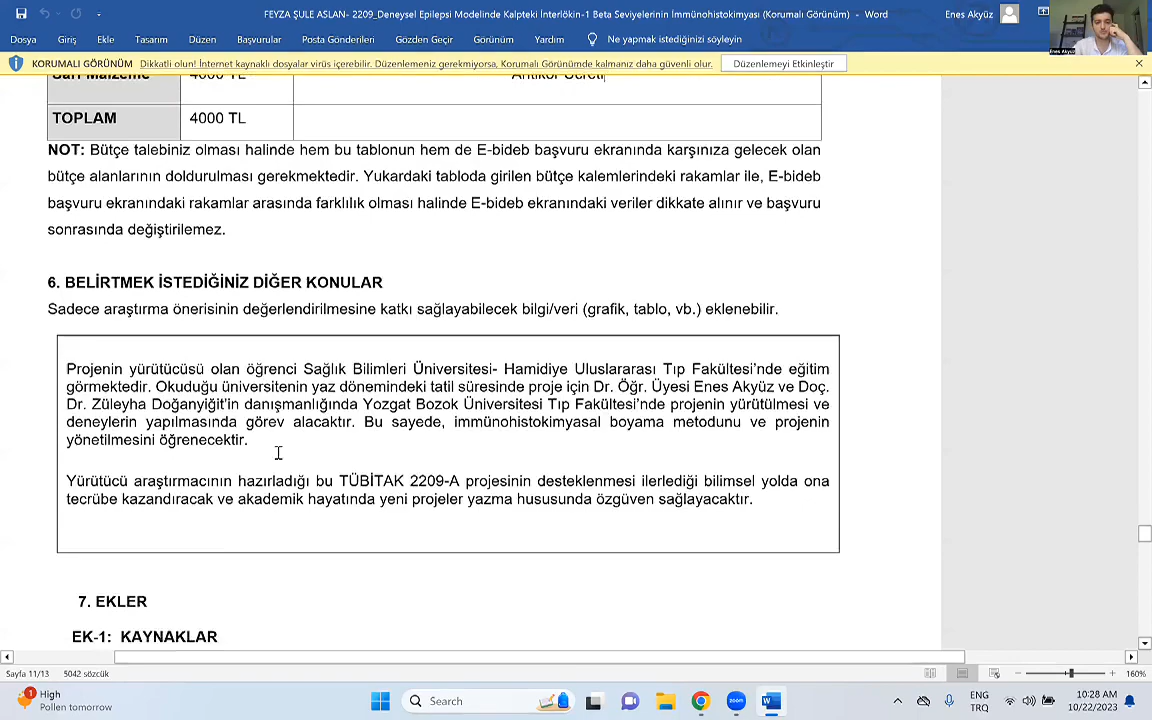 FEYZA ŞULE ASLAN- 2209_Deneysel Epilepsi Modelinde Kalpteki İnterlökin-1 Beta Seviyelerinin İmmünohistokimyası (Korumalı Görünüm) - Word
Enes Akyüz
Dosya Giriş Ekle Tasarım Düzen Başvurular Posta Gönderileri Gözden Geçir Görünüm Yardım Ne yapmak istediğinizi söyleyin
Enes Akyüz
KORUMALI GÖRÜNÜM Dikkatli olun! İnternet kaynaklı dosyalar virüs içerebilir. Düzenlemeniz gerekmiyorsa, Korumalı Görünümde kalmanız daha güvenli olur. Düzenlemeyi Etkinleştir
Sarf Malzeme 4000 TL Antikor Ücreti
TOPLAM 4000 TL
NOT: Bütçe talebiniz olması halinde hem bu tablonun hem de E-bideb başvuru ekranında karşınıza gelecek olan
bütçe alanlarının doldurulması gerekmektedir. Yukardaki tabloda girilen bütçe kalemlerindeki rakamlar ile, E-bideb
başvuru ekranındaki rakamlar arasında farklılık olması halinde E-bideb ekranındaki veriler dikkate alınır ve başvuru
sonrasında değiştirilemez.
6. BELİRTMEK İSTEDİĞİNİZ DİĞER KONULAR
Sadece araştırma önerisinin değerlendirilmesine katkı sağlayabilecek bilgi/veri (grafik, tablo, vb.) eklenebilir.
Projenin yürütücüsü olan öğrenci Sağlık Bilimleri Üniversitesi- Hamidiye Uluslararası Tıp Fakültesi’nde eğitim
görmektedir. Okuduğu üniversitenin yaz dönemindeki tatil süresinde proje için Dr. Öğr. Üyesi Enes Akyüz ve Doç.
Dr. Züleyha Doğanyiğit’in danışmanlığında Yozgat Bozok Üniversitesi Tıp Fakültesi’nde projenin yürütülmesi ve
deneylerin yapılmasında görev alacaktır. Bu sayede, immünohistokimyasal boyama metodunu ve projenin
yönetilmesini öğrenecektir.
Yürütücü araştırmacının hazırladığı bu TÜBİTAK 2209-A projesinin desteklenmesi ilerlediği bilimsel yolda ona
tecrübe kazandıracak ve akademik hayatında yeni projeler yazma hususunda özgüven sağlayacaktır.
7. EKLER
EK-1: KAYNAKLAR
Sayfa 11/13 5042 sözcük 160%
1 High
Pollen tomorrow
Search
zoom
ENG
TRQ
10:28 AM
10/22/2023